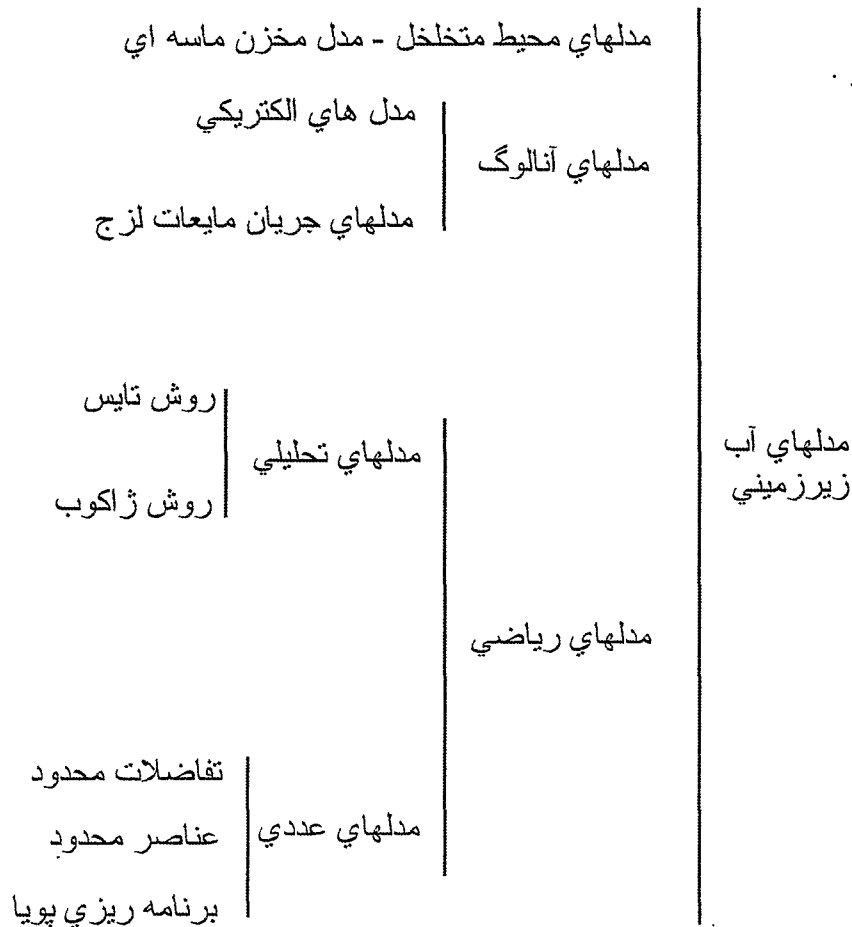 مدلهاي محيط متخلخل - مدل مخزن ماسه اي
مدل هاي الكتريكي
مدلهاي آنالوگ
مدلهاي جريان مايعات لزج
روش تايس
مدلهاي تحليلي
روش ژاكوب
مدلهاي آب
زيرزميني
مدلهاي رياضي
تفاضلات محدود
مدلهاي عددي
عناصر محدود
برنامه ريزي پويا